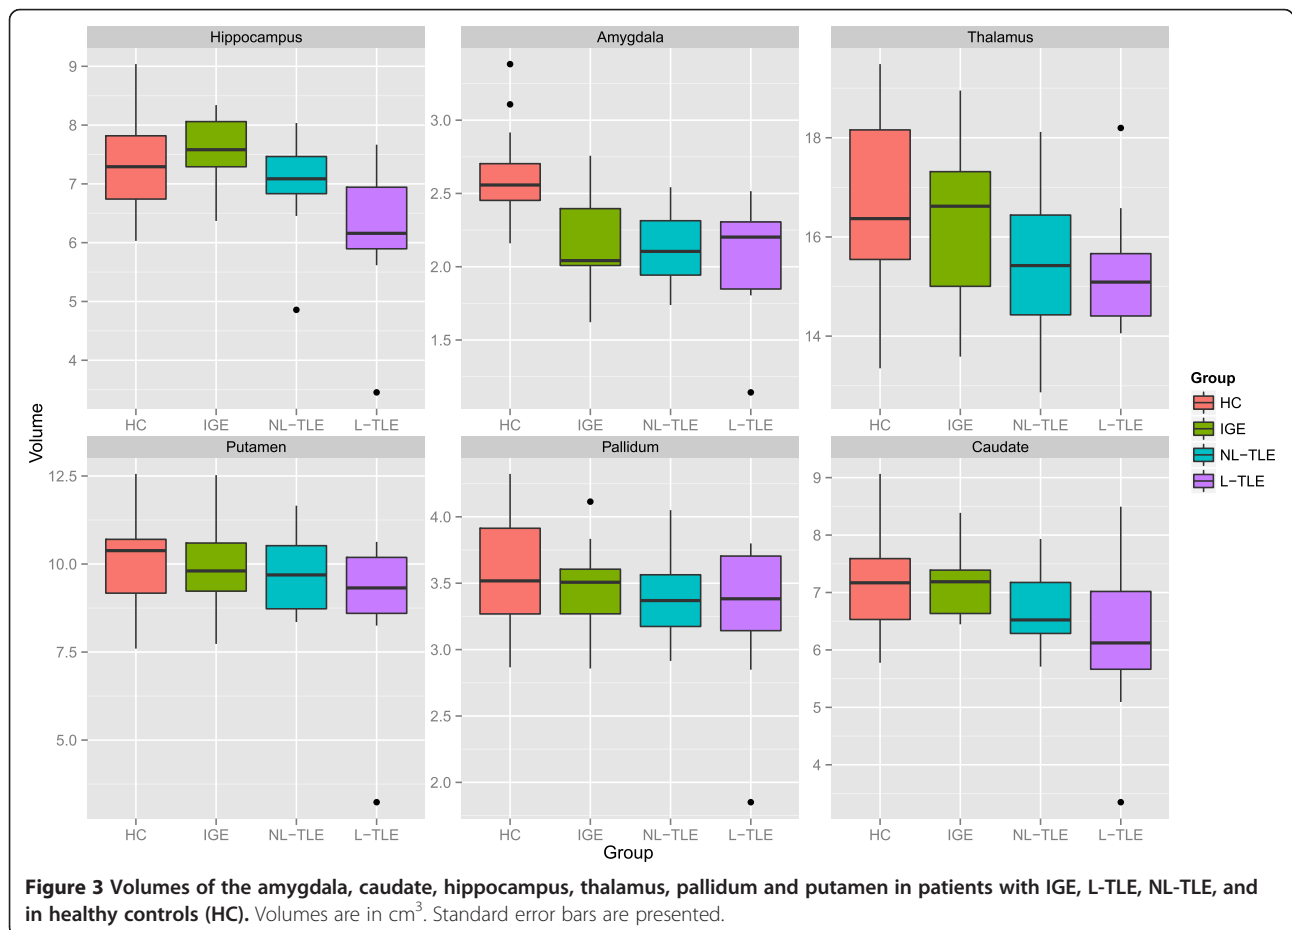 Hippocampus Amygdala Thalamus
9
8
7
6
5
4
3.0
2.5
2.0
1.5
18
16
14
HC IGE NL−TLE L−TLE HC IGE NL−TLE L−TLE HC IGE NL−TLE L−TLE
Volume
Putamen Pallidum Caudate
12.5
10.0
7.5
5.0
4.0
3.5
3.0
2.5
2.0
9
8
7
6
5
4
HC IGE NL−TLE L−TLE HC IGE NL−TLE L−TLE HC IGE NL−TLE L−TLE
Group
Group
HC
IGE
NL−TLE
L−TLE
Figure 3 Volumes of the amygdala, caudate, hippocampus, thalamus, pallidum and putamen in patients with IGE, L-TLE, NL-TLE, and
in healthy controls (HC). Volumes are in cm³. Standard error bars are presented.